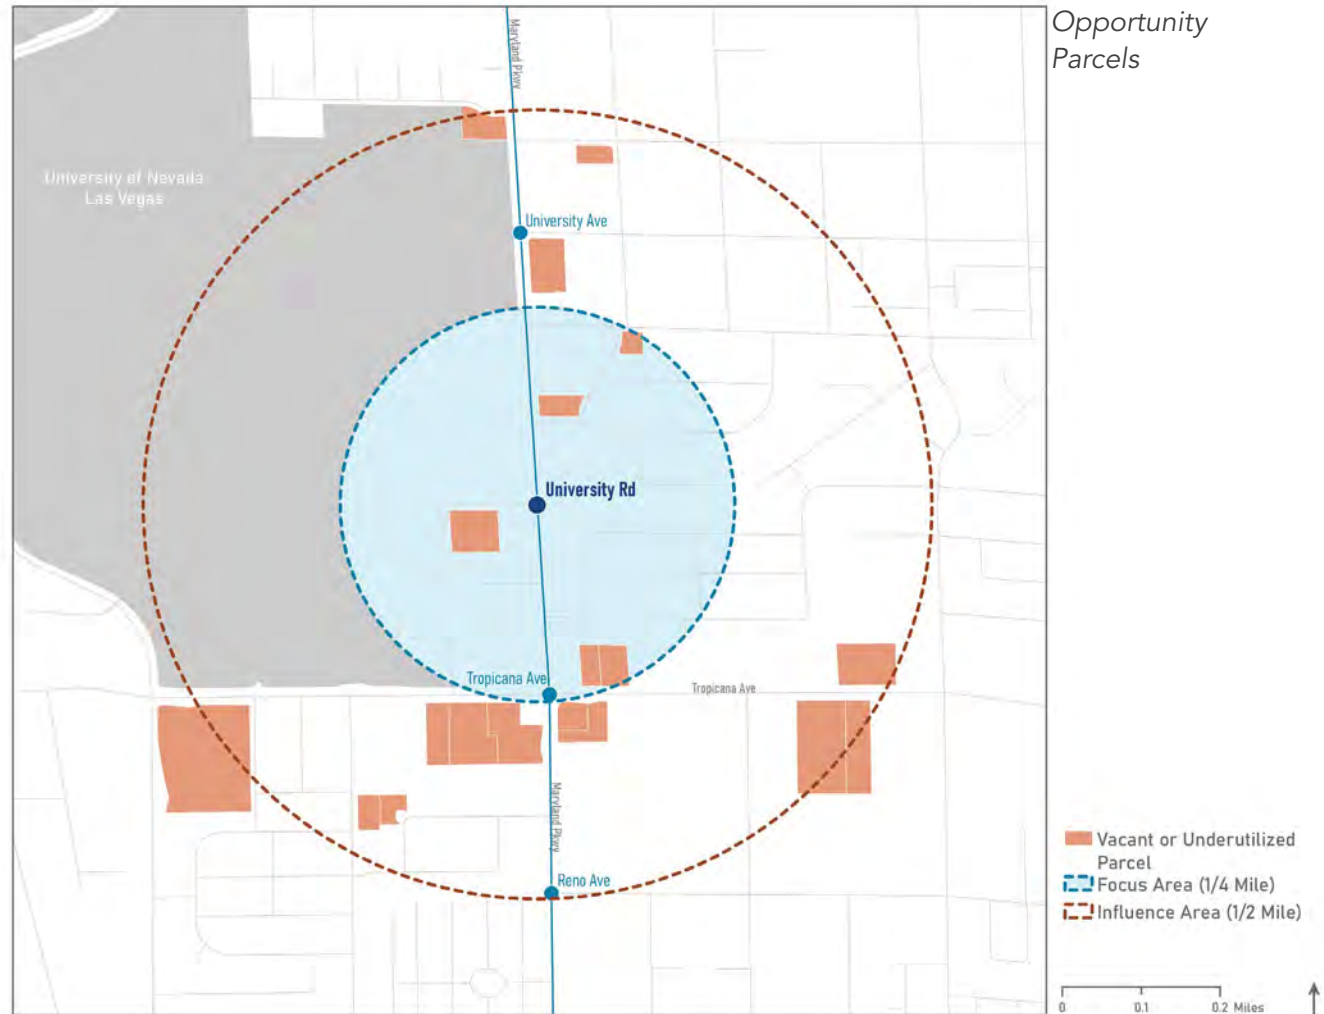 Opportunity
Parcels
Maryland Pkwy
University of Nevada
Las Vegas
University Ave
University Rd
Tropicana Ave
Tropicana Ave
Maryland Pkwy
Reno Ave
Vacant or Underutilized
Parcel
Focus Area (1/4 Mile)
Influence Area (1/2 Mile)
0 0.1 0.2 Miles